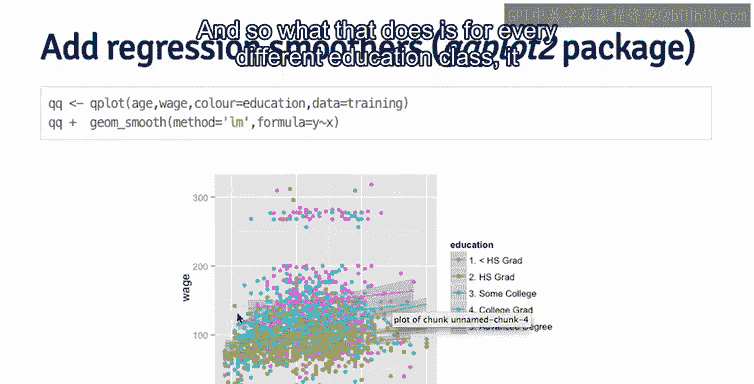 And so what that does is for every
different education class, it
Add regression smoothers (ggplot2 package)
qq <- qplot(age,wage,colour=education,data=training)
qq + geom_smooth(method='lm',formula=y~x)
300
200
100
wage
education
1. < HS Grad
2. HS Grad
3. Some College
4. College Grad
5. Advanced Degree
plot of chunk unnamed-chunk-4